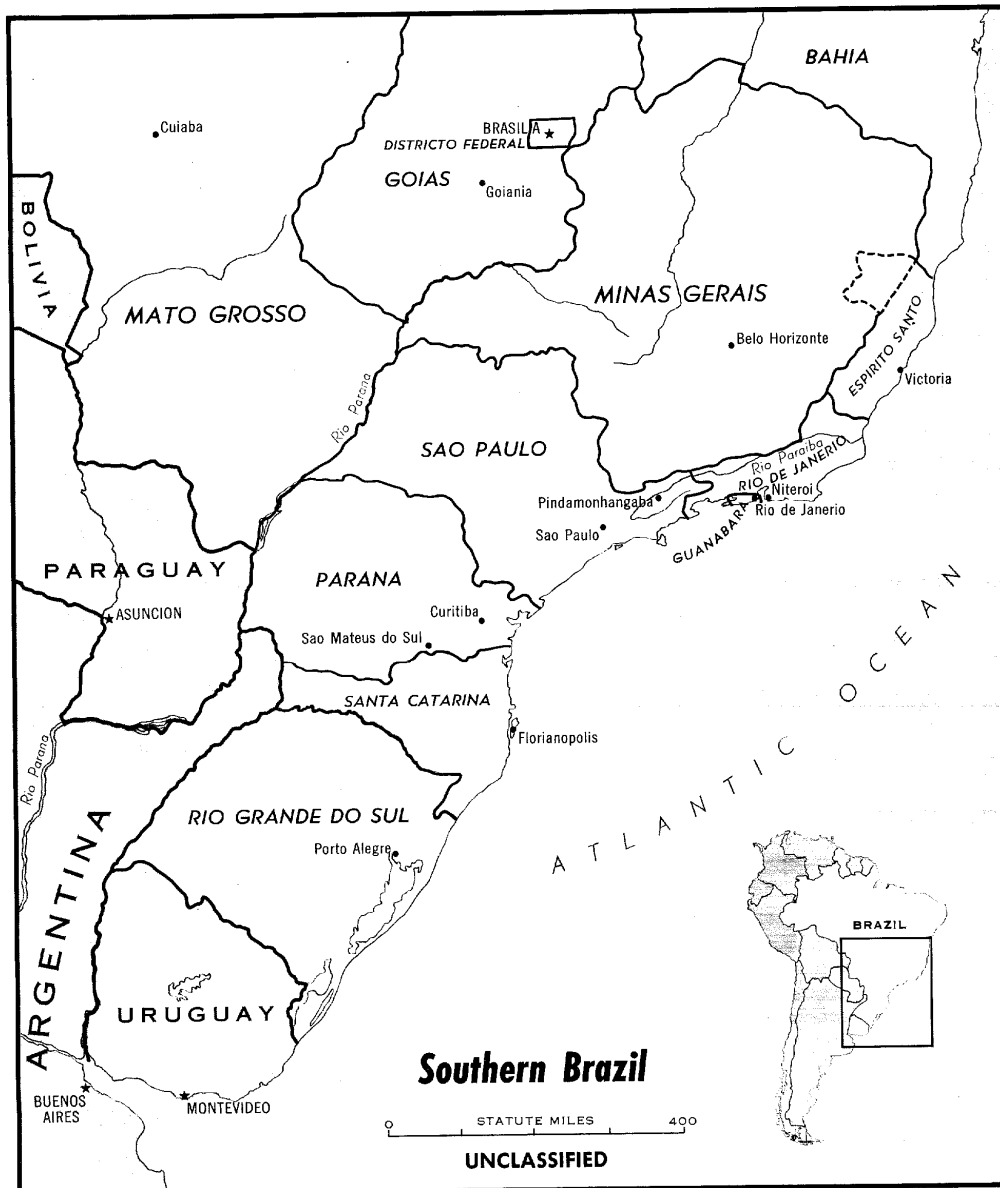 BAHIA
Cuiaba
BRASILIA
DISTRICTO FEDERAL
GOIAS
Goiania
BOLIVIA
MATO GROSSO
MINAS GERAIS
Belo Horizonte
ESPIRITO SANTO
Victoria
Rio Parana
SAO PAULO
Rio Paraiba
RIO DE JANERIO
Pindamonhangaba
Niteroi
Rio de Janerio
Sao Paulo
GUANABARA
PARAGUAY
PARANA
ASUNCION
Curitiba
Sao Mateus do Sul
SANTA CATARINA
Florianopolis
Rio Parana
ATLANTIC OCEAN
RIO GRANDE DO SUL
Porto Alegre
ARGENTINA
BRAZIL
URUGUAY
Southern Brazil
BUENOS
AIRES
MONTEVIDEO
0 STATUTE MILES 400
UNCLASSIFIED